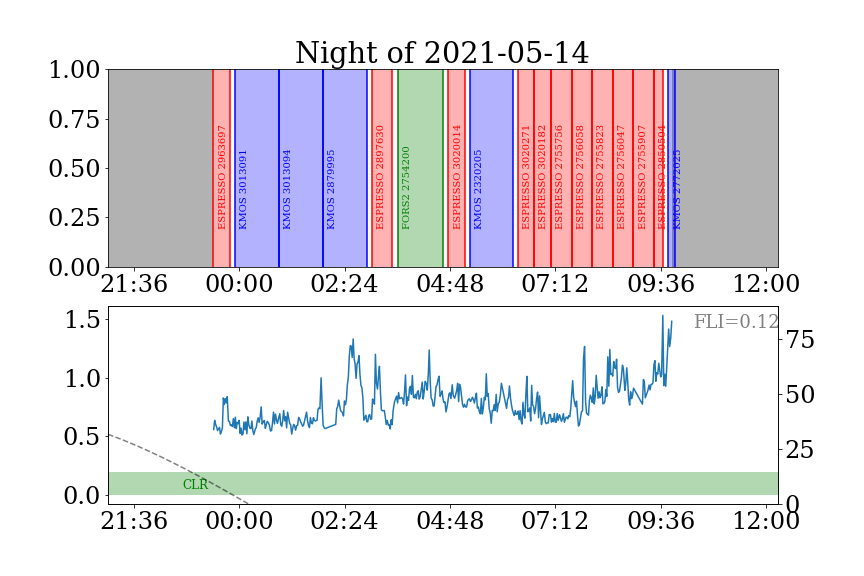 Night of 2021-05-14
1.00
0.75
0.50
0.25
0.00
ESPRESSO 2963697
KMOS 3013091
KMOS 3013094
KMOS 2879995
ESPRESSO 2897630
FORS2 2754200
ESPRESSO 3020014
KMOS 2320205
ESPRESSO 3020271
ESPRESSO 3020182
ESPRESSO 2755756
ESPRESSO 2756058
ESPRESSO 2755823
ESPRESSO 2756047
ESPRESSO 2755907
ESPRESSO 2850504
KMOS 2772025
21:36 00:00 02:24 04:48 07:12 09:36 12:00
1.5
1.0
0.5
0.0
FLI=0.12
CLR
75
50
25
0
21:36 00:00 02:24 04:48 07:12 09:36 12:00